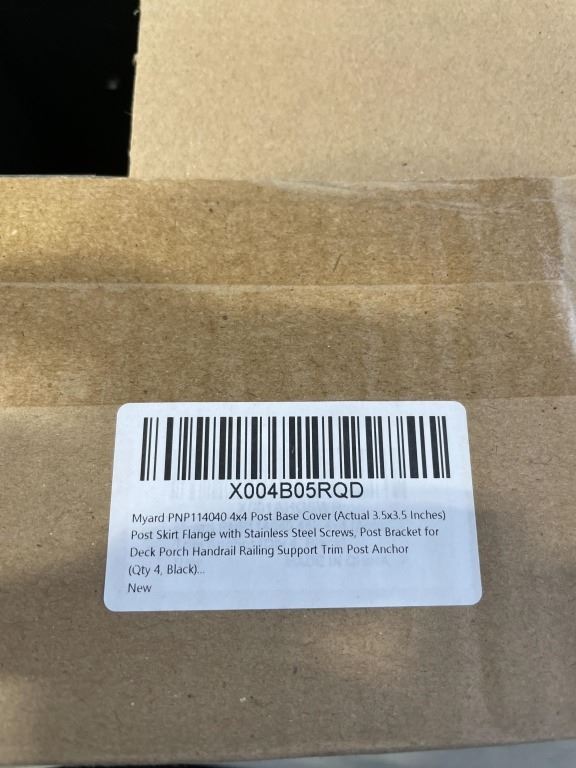 X004B05RQD
Myard PNP114040 4x4 Post Base Cover (Actual 3.5x3.5 Inches)
Post Skirt Flange with Stainless Steel Screws, Post Bracket for
Deck Porch Handrail Railing Support Trim Post Anchor
(Qty 4, Black)...
New